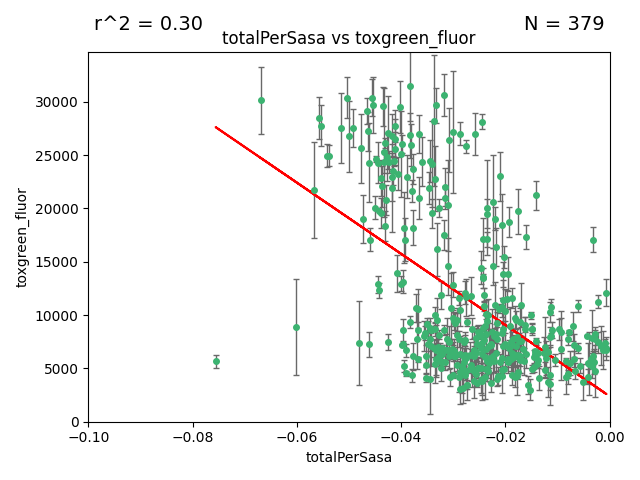 r^2 = 0.30
N = 379
totalPerSasa vs toxgreen_fluor
toxgreen_fluor
30000
25000
20000
15000
10000
5000
0
−0.10
−0.08
−0.06
−0.04
−0.02
0.00
totalPerSasa